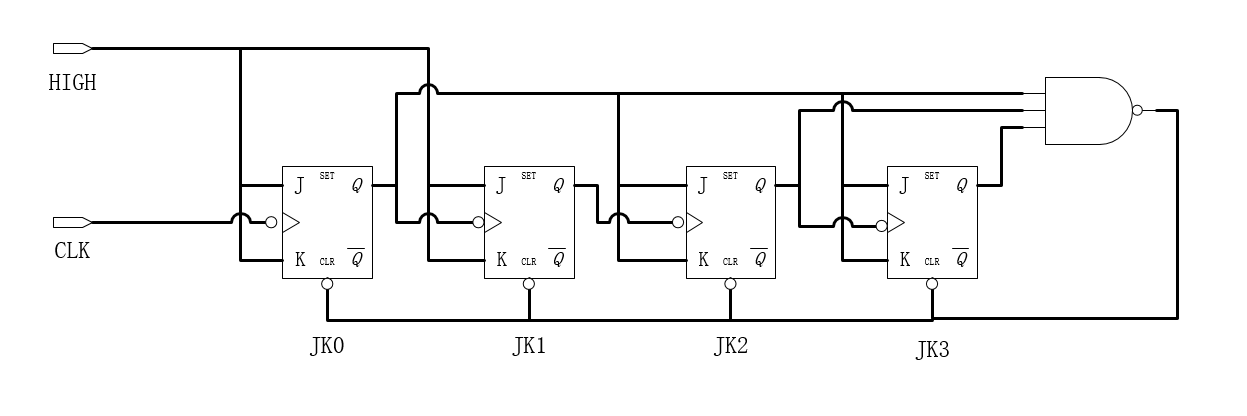 HIGH
CLK
J SET Q
K CLR Q
J SET Q
K CLR Q
J SET Q
K CLR Q
J SET Q
K CLR Q
JK0
JK1
JK2
JK3